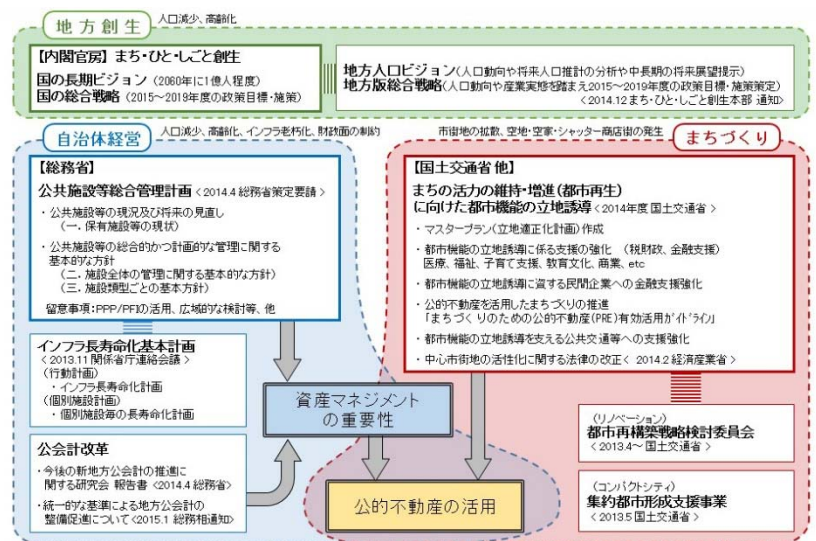 地方創生
人口減少、高齢化
【内閣官房】まち・ひと・しごと創生
国の長期ビジョン（2060年に1億人程度）
国の総合戦略（2015～2019年度の政策目標・施策）
地方人口ビジョン(人口動向や将来人口推計の分析や中長期の将来展望提示)
地方版総合戦略(人口動向や産業実態を踏まえ2015～2019年度の政策目標・施策策定)
<2014.12まち・ひと・しごと創生本部 通知>
自治体経営
人口減少、高齢化、インフラ老朽化、財政面の制約
【総務省】
公共施設等総合管理計画＜2014.4 総務省策定要請＞
・公共施設等の現況及び将来の見直し
（一．保有施設等の現状）
・公共施設等の総合的かつ計画的な管理に関する
基本的な方針
（二．施設全体の管理に関する基本的な方針）
（三．施設類型ごとの基本方針）
留意事項：PPP/PFIの活用、広域的な検討等、他
インフラ長寿命化基本計画
＜2013.11 関係省庁連絡会議＞
(行動計画)
・インフラ長寿命化計画
(個別施設計画)
・個別施設毎の長寿命化計画
公会計改革
・今後の新地方公会計の推進に
関する研究会 報告書＜2014.4 総務省＞
・統一的な基準による地方公会計の
整備促進について＜2015.1 総務相通知＞
資産マネジメント
の重要性
公的不動産の活用
市街地の拡散、空地・空家・シャッター商店街の発生
まちづくり
【国土交通省 他】
まちの活力の維持・増進（都市再生）
に向けた都市機能の立地誘導＜2014年度 国土交通省＞
・マスタープラン（立地適正化計画）作成
・都市機能の立地誘導に係る支援の強化 （税財政、金融支援）
医療、福祉、子育て支援、教育文化、商業、etc
・都市機能の立地誘導に資する民間企業への金融支援強化
・公的不動産を活用したまちづくりの推進
「まちづくりのための公的不動産(PRE)有効活用ガイドライン」
・都市機能の立地誘導を支える公共交通等への支援強化
・中心市街地の活性化に関する法律の改正＜ 2014.2 経済産業省 ＞
（リノベーション）
都市再構築戦略検討委員会
＜2013.4～ 国土交通省 ＞
（コンパクトシティ）
集約都市形成支援事業
＜2013.5 国土交通省＞